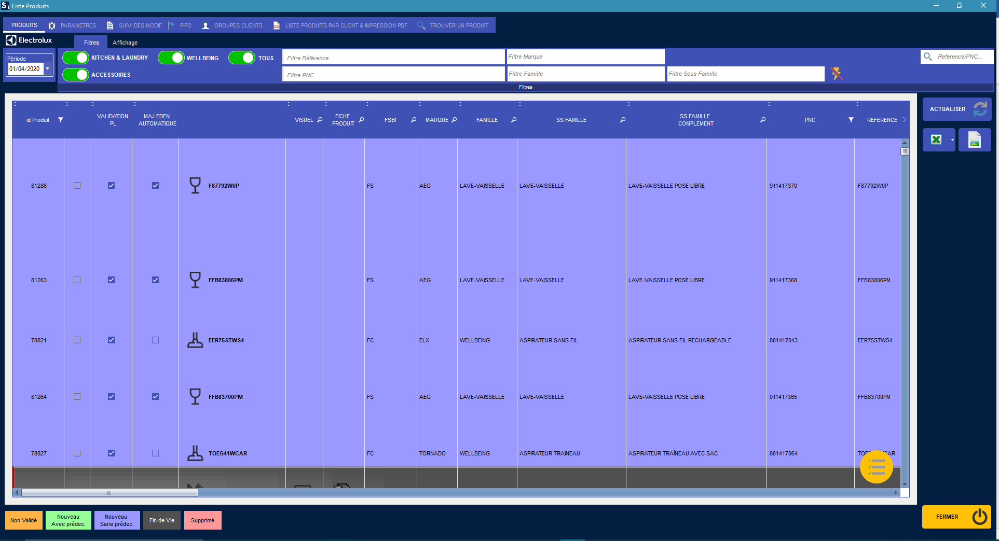 Liste Produits
PRODUITS PARAMETRES SUIVI DES MODIF PIPO GROUPES CLIENTS LISTE PRODUITS PAR CLIENT & IMPRESSION PDF TROUVER UN PRODUIT
Electrolux Filtres Affichage
Période
01/04/2020
KITCHEN & LAUNDRY WELLBEING TOUS Filtre Référence Filtre Marque Reference/PNC...
ACCESSOIRES Filtre PNC Filtre Famille Filtre Sous Famille
Filtres
id Produit VALIDATION PL MAJ EDEN AUTOMATIQUE VISUEL FICHE PRODUIT FSBI MARQUE FAMILLE SS FAMILLE SS FAMILLE COMPLEMENT PNC REFERENCE
ACTUALISER
81286 F87792W0P FS AEG LAVE-VAISSELLE LAVE-VAISSELLE LAVE-VAISSELLE POSE LIBRE 911417370 F87792W0P
81263 FFB83806PM FS AEG LAVE-VAISSELLE LAVE-VAISSELLE LAVE-VAISSELLE POSE LIBRE 911417368 FFB83806PM
78821 EER75STWS4 FC ELX WELLBEING ASPIRATEUR SANS FIL ASPIRATEUR SANS FIL RECHARGEABLE 801417043 EER75STWS4
81264 FFB83700PM FS AEG LAVE-VAISSELLE LAVE-VAISSELLE LAVE-VAISSELLE POSE LIBRE 911417365 FFB83700PM
78827 TOEG41WCAR FC TORNADO WELLBEING ASPIRATEUR TRAîNEAU ASPIRATEUR TRAÎNEAU AVEC SAC 801417064
PDF
Non Validé
Nouveau
Avec prédec.
Nouveau
Sans prédec.
Fin de Vie
Supprimé
FERMER